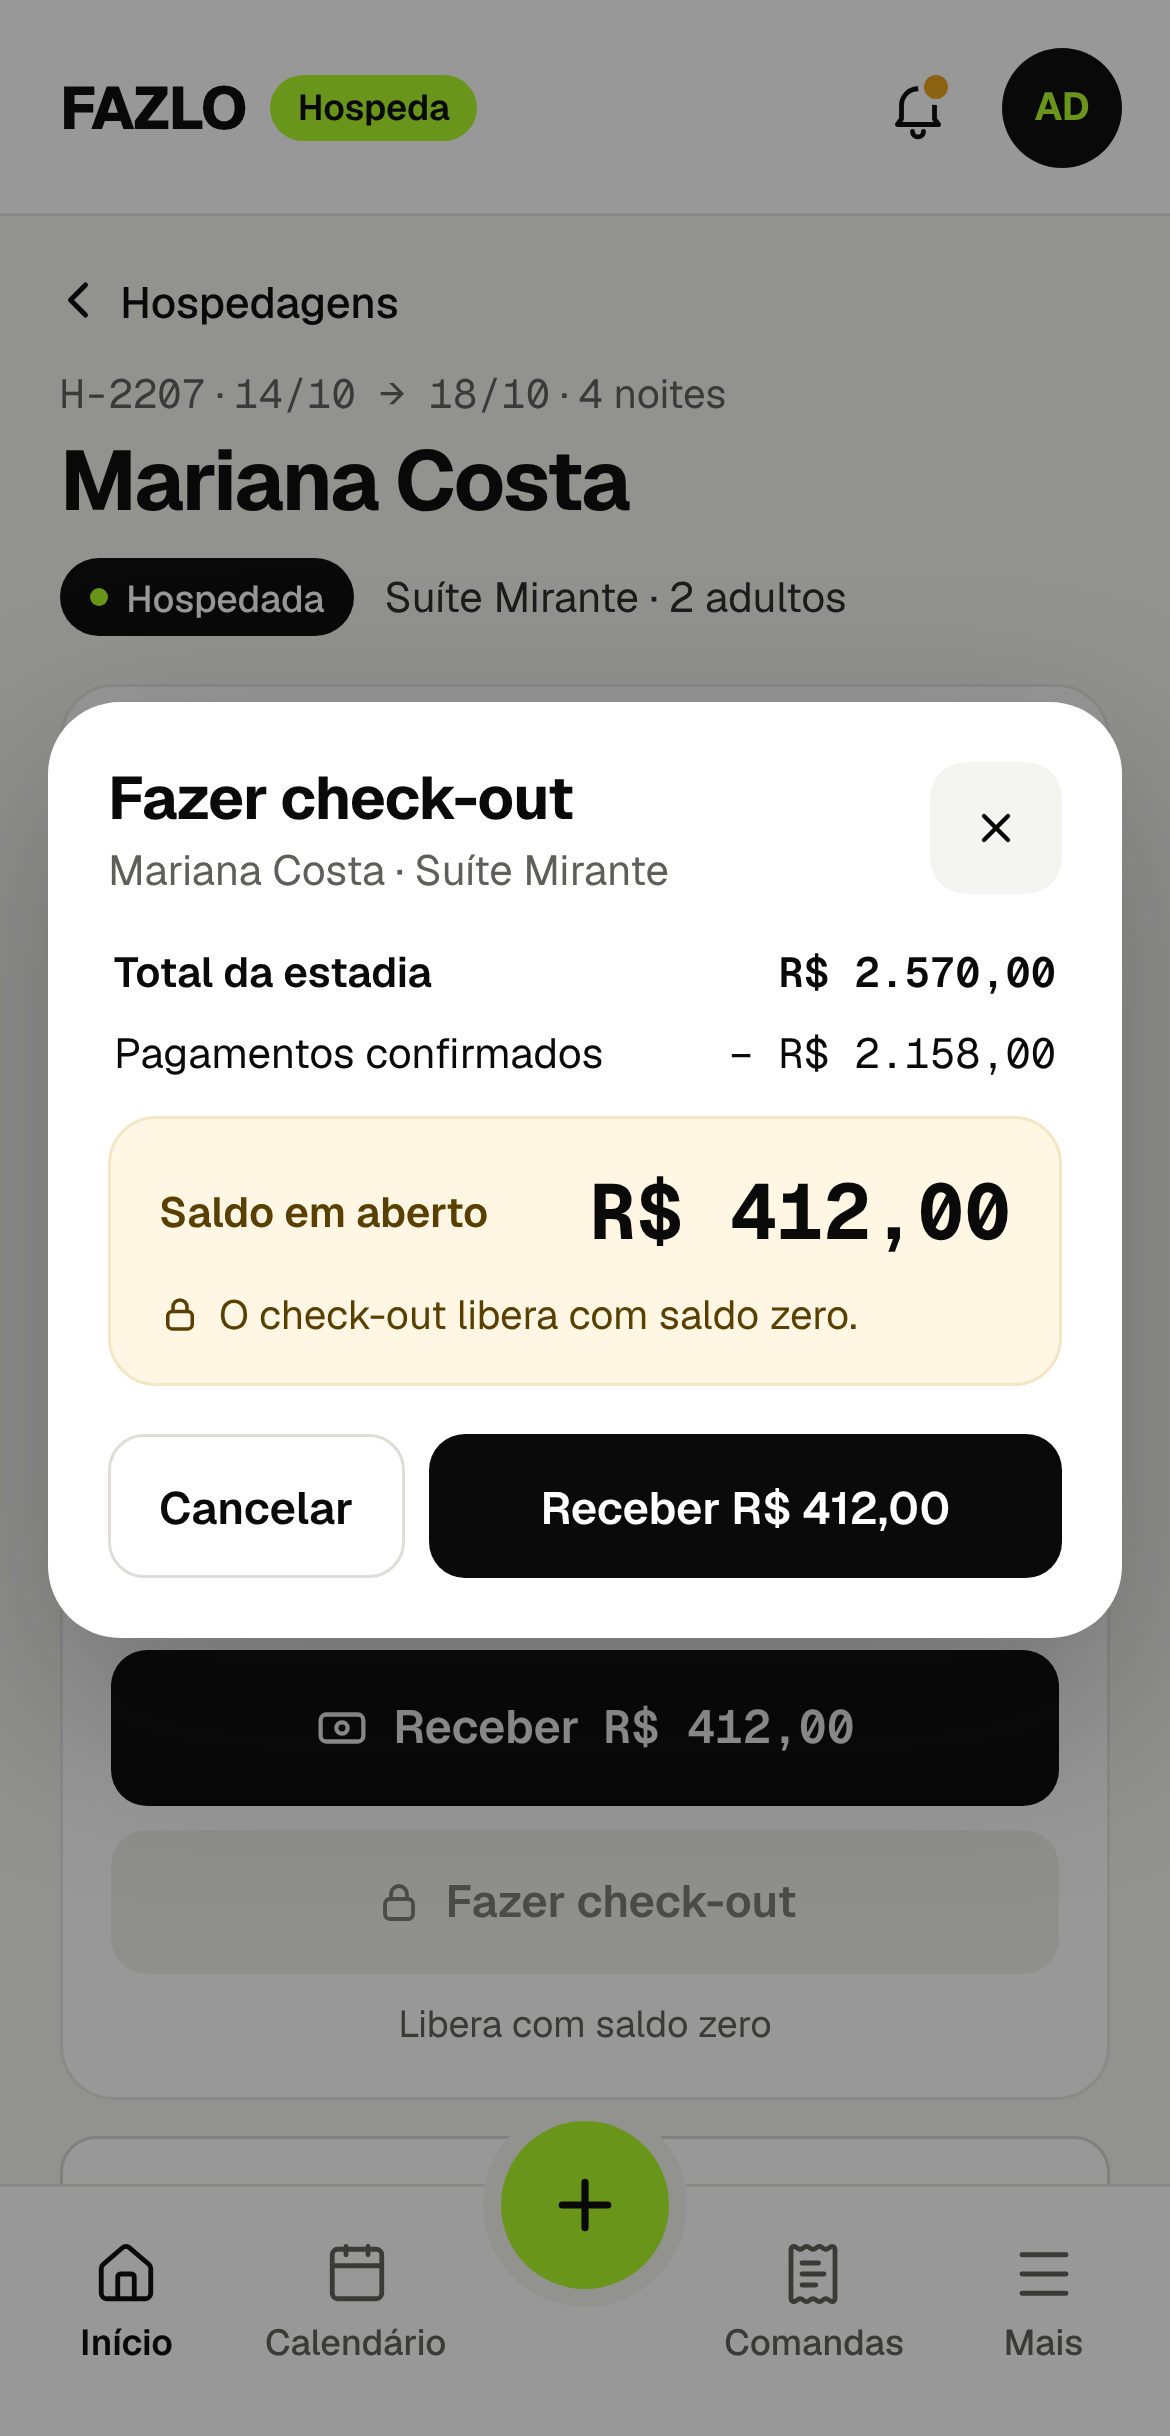 FAZLO Hospeda AD
Hospedagens
H-2207 · 14/10 → 18/10 · 4 noites
Mariana Costa
Hospedada Suíte Mirante · 2 adultos
Fazer check-out
Mariana Costa · Suíte Mirante
Total da estadia R$ 2.570,00
Pagamentos confirmados − R$ 2.158,00
Saldo em aberto R$ 412,00
O check-out libera com saldo zero.
Cancelar Receber R$ 412,00
Receber R$ 412,00
Fazer check-out
Libera com saldo zero
Início Calendário Comandas Mais